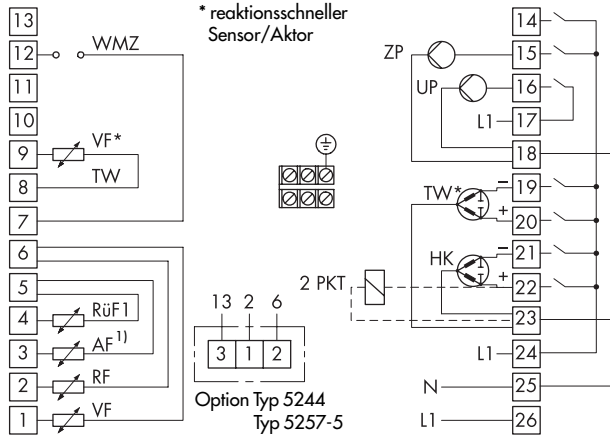 * reaktionsschneller
Sensor/Aktor
13
12 WMZ
11
10
9 VF*
8 TW
7
6
5
4 RüF1
3 AF 1)
2 RF
1 VF
13 2 6
3 1 2
Option Typ 5244
Typ 5257-5
14
ZP 15
UP 16
L1 17
18
TW* − 19
+ 20
HK − 21
2 PKT + 22
23
L1 24
N 25
L1 26